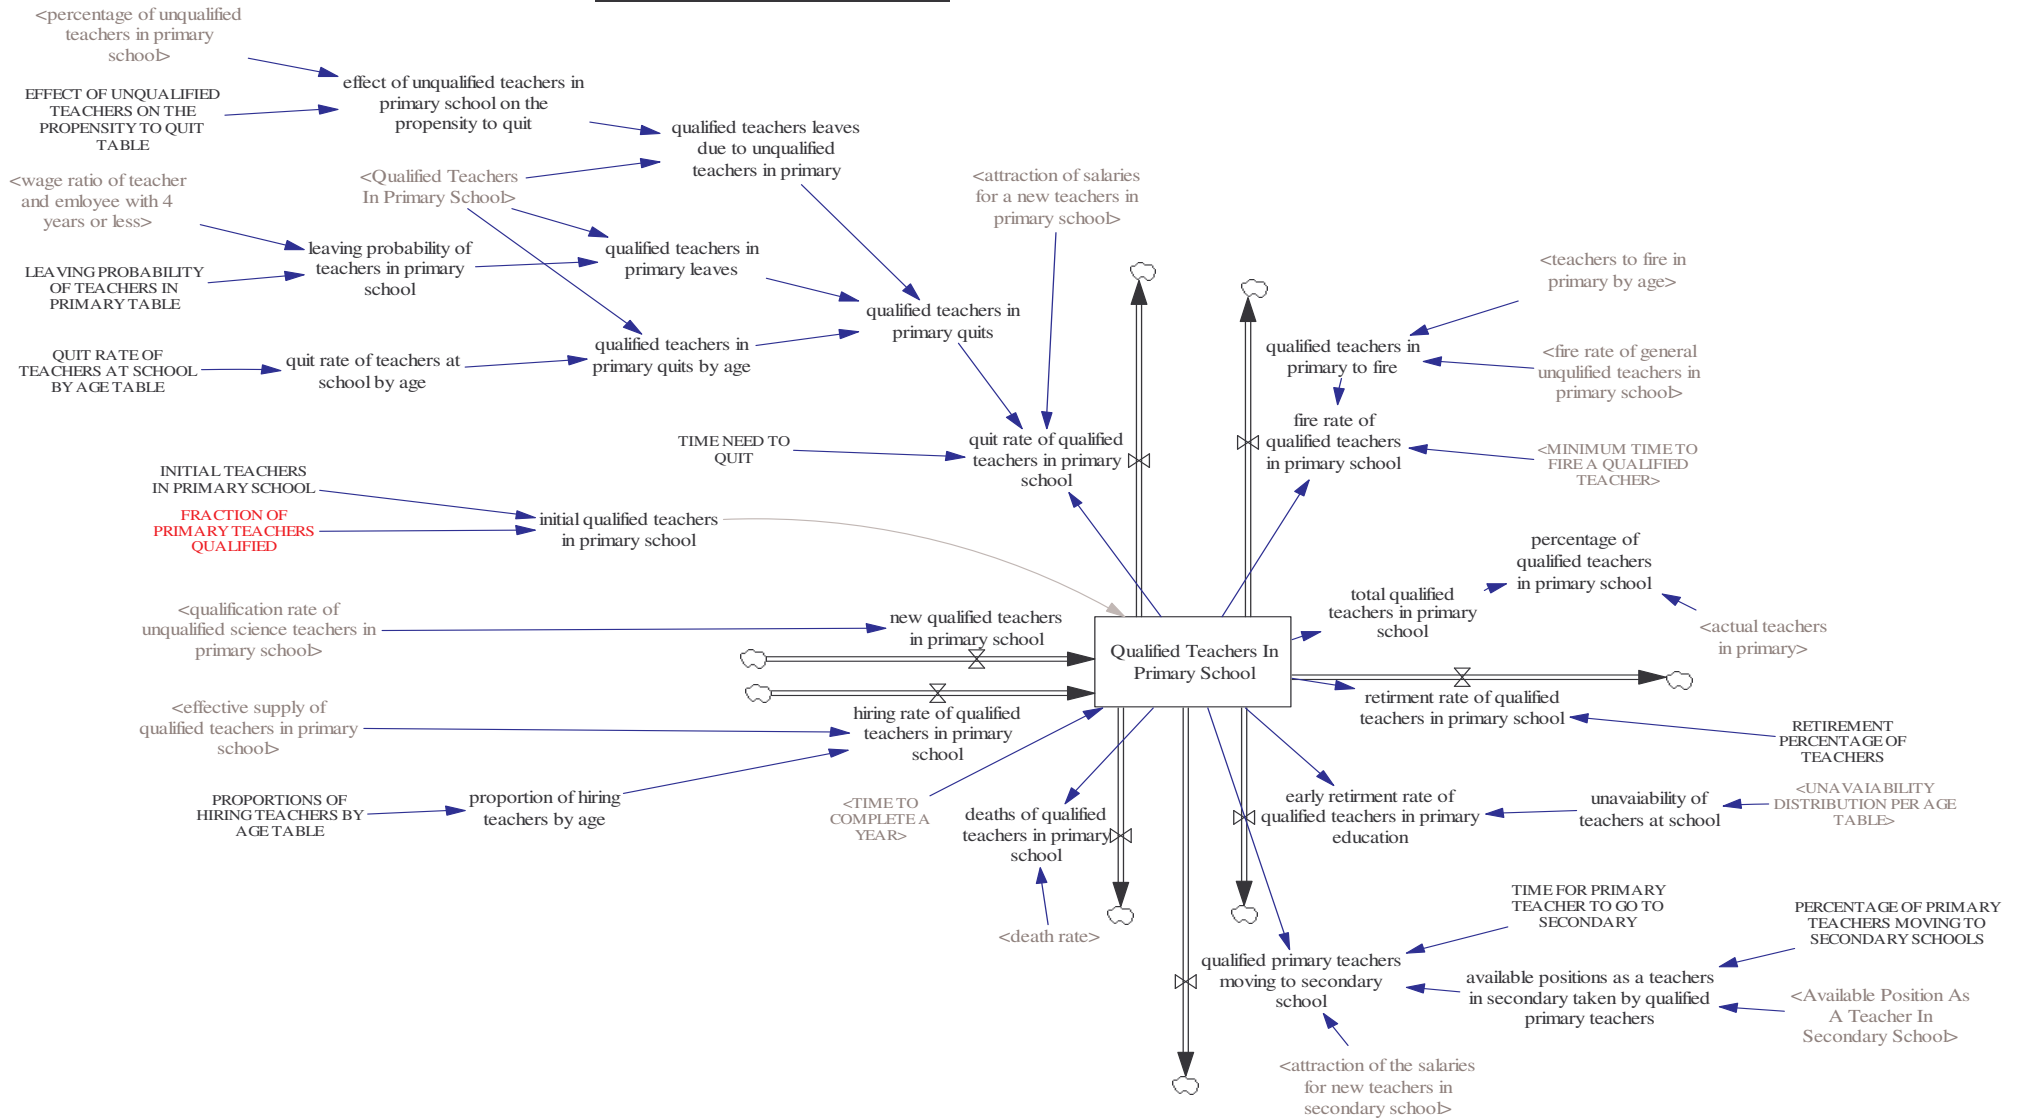 <percentage of unqualified
teachers in primary
school>
EFFECT OF UNQUALIFIED
TEACHERS ON THE
PROPENSITY TO QUIT
TABLE
effect of unqualified teachers in
primary school on the
propensity to quit
qualified teachers leaves
due to unqualified
teachers in primary
<wage ratio of teacher
and emloyee with 4
years or less>
<Qualified Teachers
In Primary School>
<attraction of salaries
for a new teachers in
primary school>
LEAVING PROBABILITY
OF TEACHERS IN
PRIMARY TABLE
leaving probability of
teachers in primary
school
qualified teachers in
primary leaves
qualified teachers in
primary quits
QUIT RATE OF
TEACHERS AT SCHOOL
BY AGE TABLE
quit rate of teachers at
school by age
qualified teachers in
primary quits by age
<teachers to fire in
primary by age>
qualified teachers in
primary to fire
<fire rate of general
unqulified teachers in
primary school>
TIME NEED TO
QUIT
quit rate of qualified
teachers in primary
school
fire rate of
qualified teachers
in primary school
<MINIMUM TIME TO
FIRE A QUALIFIED
TEACHER>
INITIAL TEACHERS
IN PRIMARY SCHOOL
FRACTION OF
PRIMARY TEACHERS
QUALIFIED
initial qualified teachers
in primary school
percentage of
qualified teachers
in primary school
total qualified
teachers in primary
school
<actual teachers
in primary>
<qualification rate of
unqualified science teachers in
primary school>
new qualified teachers
in primary school
Qualified Teachers In
Primary School
<effective supply of
qualified teachers in primary
school>
hiring rate of qualified
teachers in primary
school
retirment rate of qualified
teachers in primary school
RETIREMENT
PERCENTAGE OF
TEACHERS
PROPORTIONS OF
HIRING TEACHERS BY
AGE TABLE
proportion of hiring
teachers by age
<TIME TO
COMPLETE A
YEAR>
deaths of qualified
teachers in primary
school
<death rate>
early retirment rate of
qualified teachers in primary
education
unavaiability of
teachers at school
<UNAVAIABILITY
DISTRIBUTION PER AGE
TABLE>
TIME FOR PRIMARY
TEACHER TO GO TO
SECONDARY
PERCENTAGE OF PRIMARY
TEACHERS MOVING TO
SECONDARY SCHOOLS
qualified primary teachers
moving to secondary
school
available positions as a teachers
in secondary taken by qualified
primary teachers
<Available Position As
A Teacher In
Secondary School>
<attraction of the salaries
for new teachers in
secondary school>